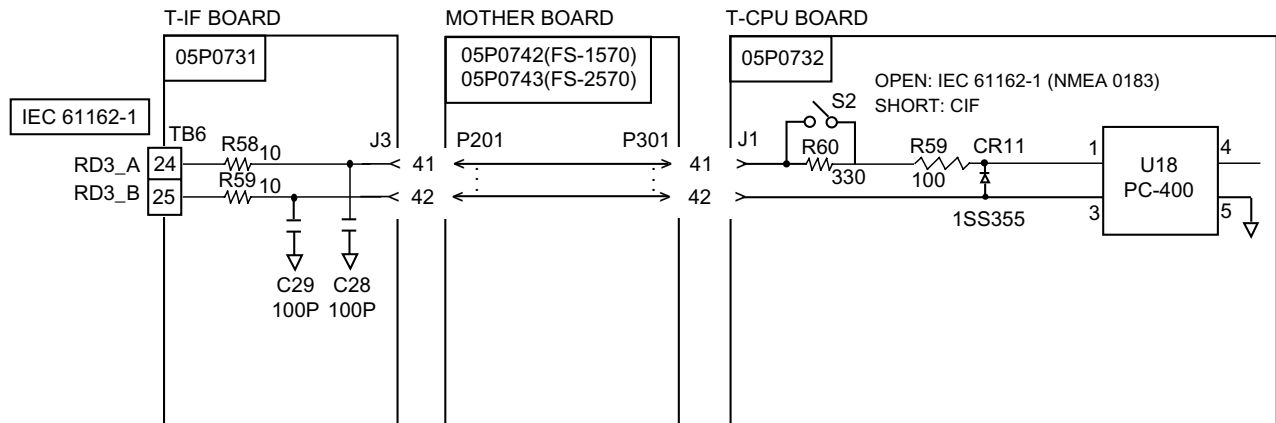 T-IF BOARD
MOTHER BOARD
T-CPU BOARD
05P0731
05P0742(FS-1570)
05P0743(FS-2570)
05P0732
OPEN: IEC 61162-1 (NMEA 0183)
SHORT: CIF
IEC 61162-1
TB6
R58
10
J3
P201
P301
J1
S2
R60
330
R59
100
CR11
RD3_A
24
41
41
1
U18
PC-400
4
RD3_B
25
R59
10
42
42
1SS355
3
5
C29
100P
C28
100P